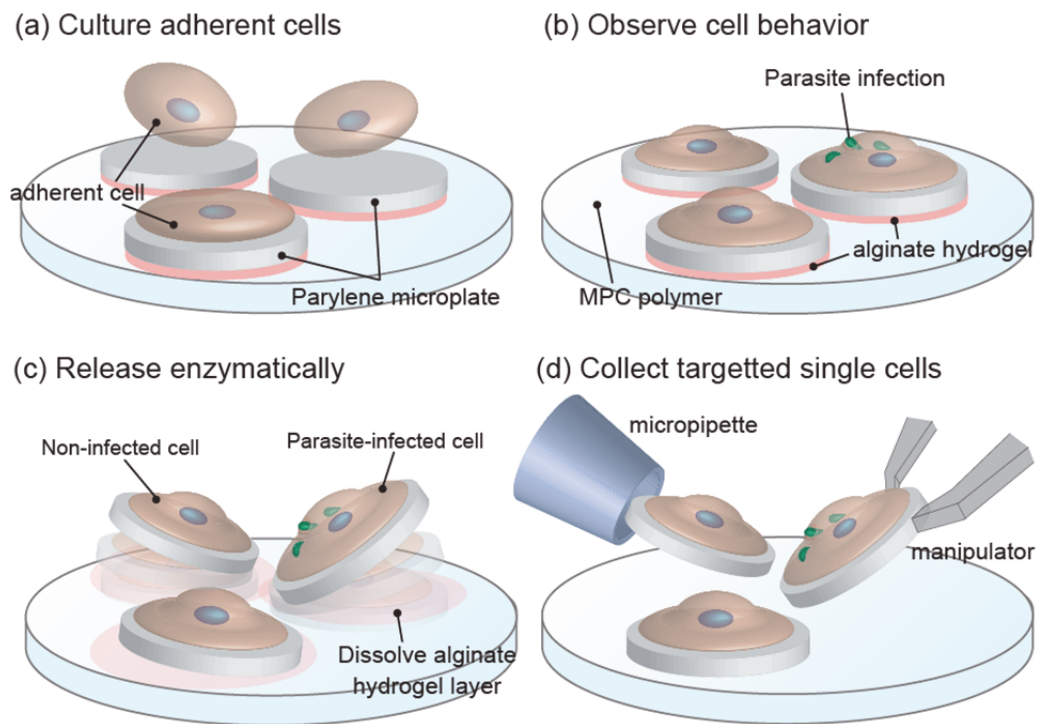 (a) Culture adherent cells
adherent cell
Parylene microplate
(b) Observe cell behavior
Parasite infection
alginate hydrogel
MPC polymer
(c) Release enzymatically
Non-infected cell
Parasite-infected cell
Dissolve alginate
hydrogel layer
(d) Collect targetted single cells
micropipette
manipulator